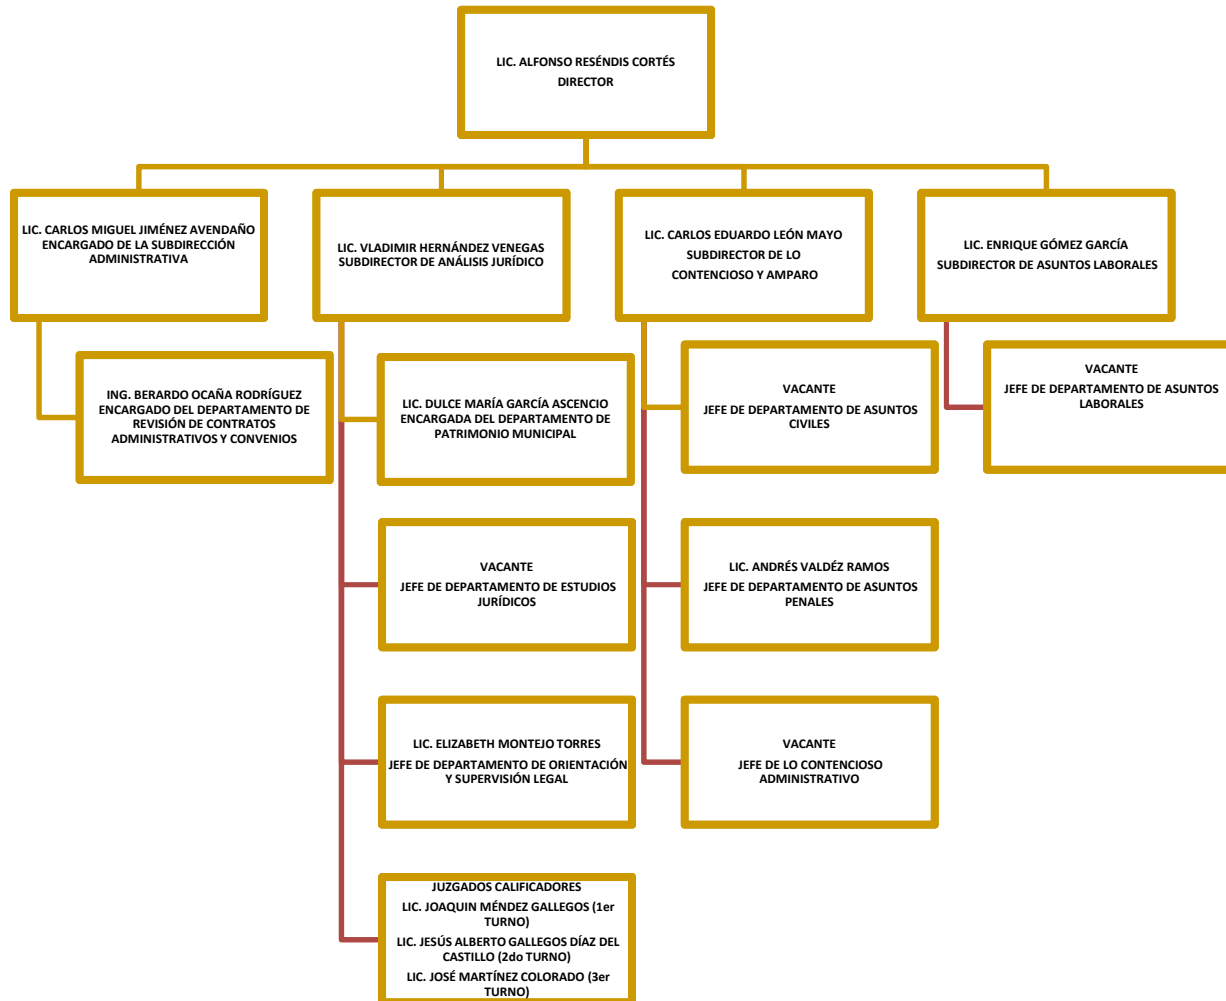 LIC. ALFONSO RESÉNDIS CORTÉS
DIRECTOR
LIC. CARLOS MIGUEL JIMÉNEZ AVENDAÑO
ENCARGADO DE LA SUBDIRECCIÓN
ADMINISTRATIVA
LIC. VLADIMIR HERNÁNDEZ VENEGAS
SUBDIRECTOR DE ANÁLISIS JURÍDICO
LIC. CARLOS EDUARDO LEÓN MAYO
SUBDIRECTOR DE LO
CONTENCIOSO Y AMPARO
LIC. ENRIQUE GÓMEZ GARCÍA
SUBDIRECTOR DE ASUNTOS LABORALES
ING. BERARDO OCAÑA RODRÍGUEZ
ENCARGADO DEL DEPARTAMENTO DE
REVISIÓN DE CONTRATOS
ADMINISTRATIVOS Y CONVENIOS
LIC. DULCE MARÍA GARCÍA ASCENCIO
ENCARGADA DEL DEPARTAMENTO DE
PATRIMONIO MUNICIPAL
VACANTE
JEFE DE DEPARTAMENTO DE ASUNTOS
CIVILES
VACANTE
JEFE DE DEPARTAMENTO DE ASUNTOS
LABORALES
VACANTE
JEFE DE DEPARTAMENTO DE ESTUDIOS
JURÍDICOS
LIC. ANDRÉS VALDÉZ RAMOS
JEFE DE DEPARTAMENTO DE ASUNTOS
PENALES
LIC. ELIZABETH MONTEJO TORRES
JEFE DE DEPARTAMENTO DE ORIENTACIÓN
Y SUPERVISIÓN LEGAL
VACANTE
JEFE DE LO CONTENCIOSO
ADMINISTRATIVO
JUZGADOS CALIFICADORES
LIC. JOAQUIN MÉNDEZ GALLEGOS (1er
TURNO)
LIC. JESÚS ALBERTO GALLEGOS DÍAZ DEL
CASTILLO (2do TURNO)
LIC. JOSÉ MARTÍNEZ COLORADO (3er
TURNO)